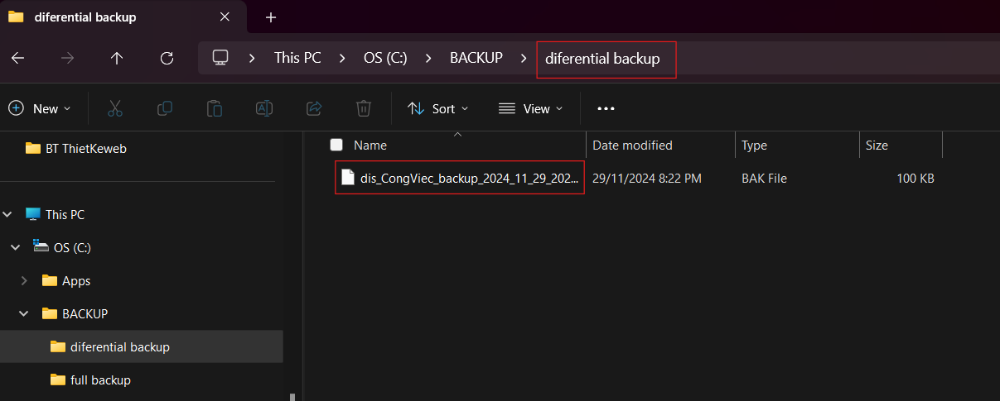 diferential backup
This PC OS (C:) BACKUP diferential backup
New Sort View
BT ThietKeweb
This PC
OS (C:)
Apps
BACKUP
diferential backup
full backup
Name Date modified Type Size
dis_CongViec_backup_2024_11_29_202... 29/11/2024 8:22 PM BAK File 100 KB